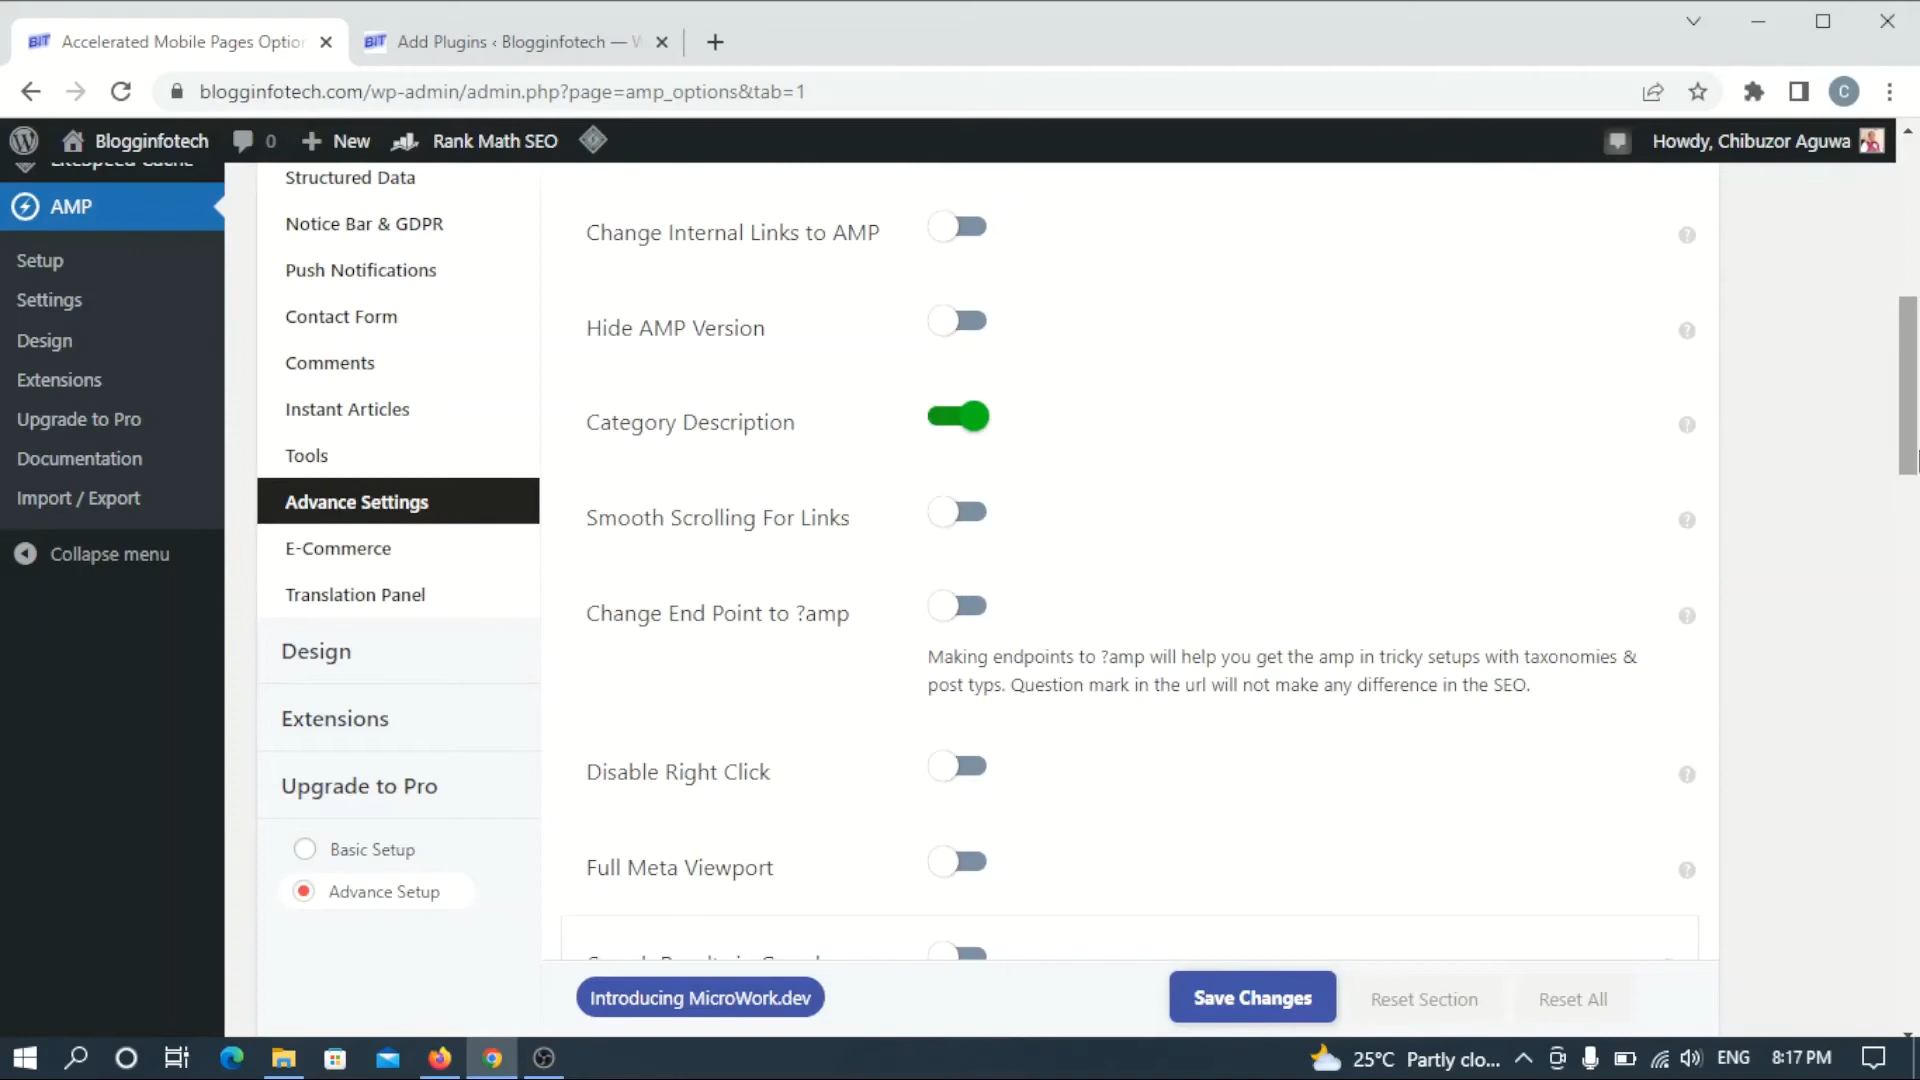 BIT Accelerated Mobile Pages Option
BIT Add Plugins ‹ Blogginfotech — W
blogginfotech.com/wp-admin/admin.php?page=amp_options&tab=1
C
Blogginfotech 0 New Rank Math SEO
Howdy, Chibuzor Aguwa
LiteSpeed Cache
AMP
Setup
Settings
Design
Extensions
Upgrade to Pro
Documentation
Import / Export
Collapse menu
Structured Data
Notice Bar & GDPR
Push Notifications
Contact Form
Comments
Instant Articles
Tools
Advance Settings
E-Commerce
Translation Panel
Design
Extensions
Upgrade to Pro
Basic Setup
Advance Setup
Change Internal Links to AMP
Hide AMP Version
Category Description
Smooth Scrolling For Links
Change End Point to ?amp
Making endpoints to ?amp will help you get the amp in tricky setups with taxonomies &
post typs. Question mark in the url will not make any difference in the SEO.
Disable Right Click
Full Meta Viewport
Introducing MicroWork.dev
Save Changes
Reset Section
Reset All
25°C Partly clo...
ENG
8:17 PM